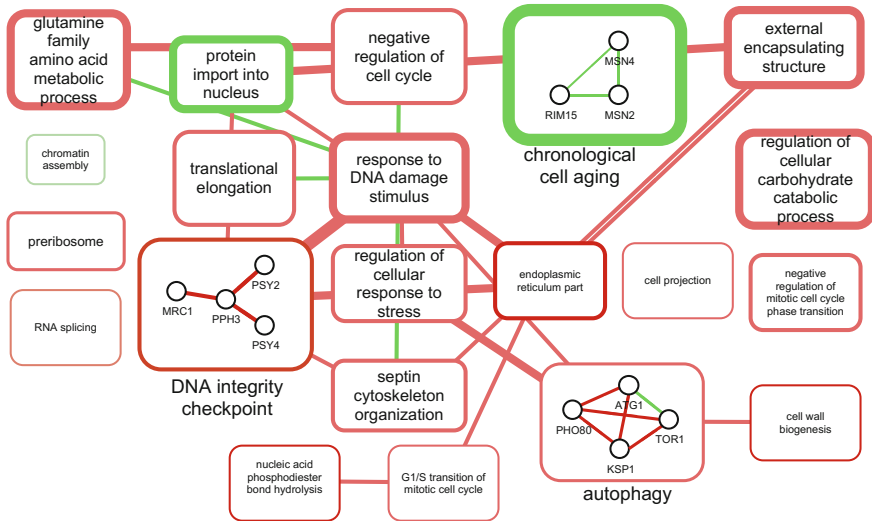 glutamine
family
amino acid
metabolic
process
protein
import into
nucleus
negative
regulation of
cell cycle
MSN4
RIM15
MSN2
chronological
cell aging
external
encapsulating
structure
chromatin
assembly
translational
elongation
response to
DNA damage
stimulus
regulation of
cellular
carbohydrate
catabolic
process
preribosome
PSY2
MRC1
PPH3
PSY4
DNA integrity
checkpoint
regulation of
cellular
response to
stress
endoplasmic
reticulum part
cell projection
negative
regulation of
mitotic cell cycle
phase transition
RNA splicing
septin
cytoskeleton
organization
ATG1
PHO80
TOR1
KSP1
autophagy
cell wall
biogenesis
nucleic acid
phosphodiester
bond hydrolysis
G1/S transition of
mitotic cell cycle